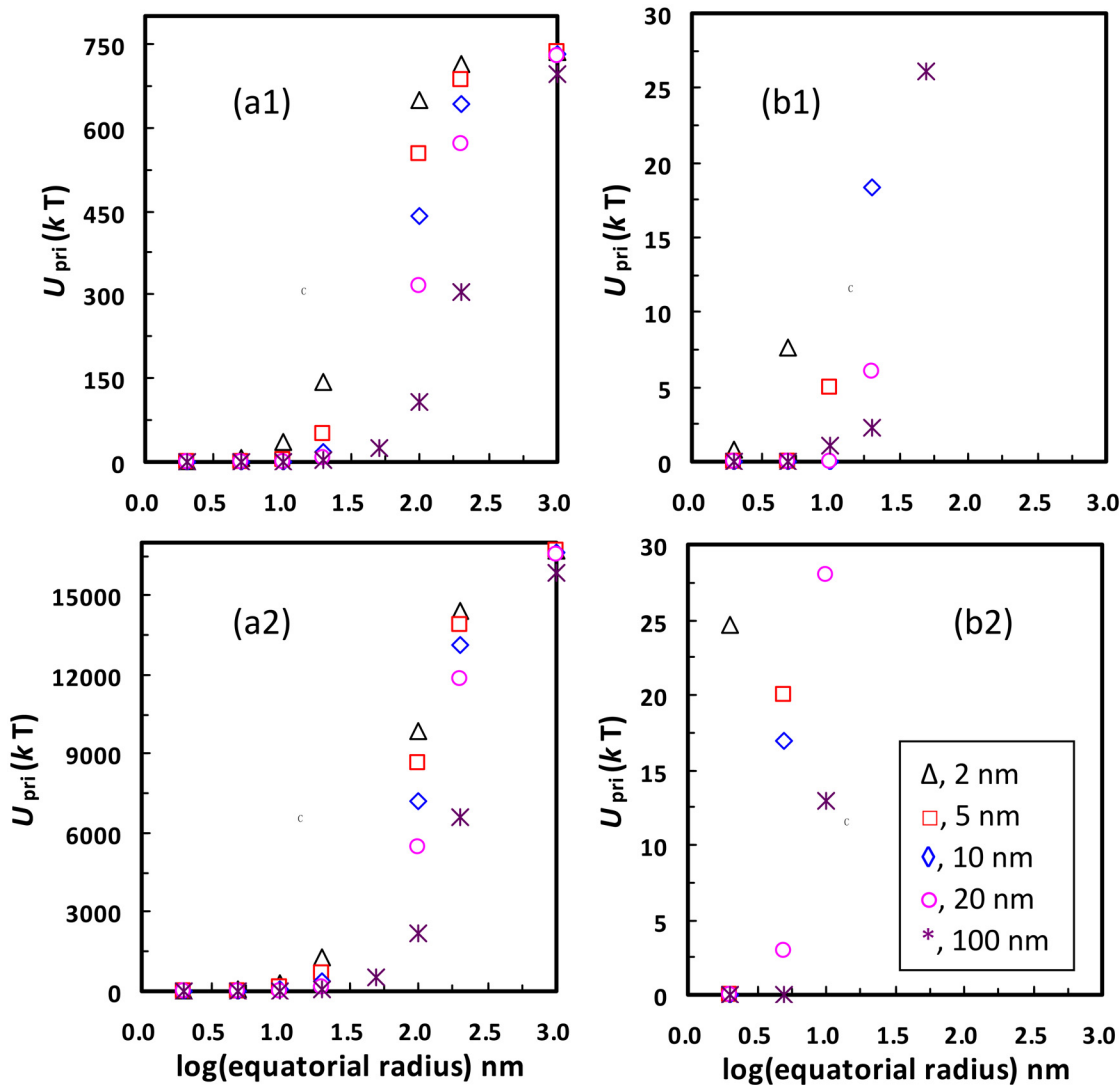 750
600
450
300
150
0
U pri (k T)
(a1)
c
0.0 0.5 1.0 1.5 2.0 2.5 3.0
30
25
20
15
10
5
0
U pri (k T)
(b1)
c
0.0 0.5 1.0 1.5 2.0 2.5 3.0
15000
12000
9000
6000
3000
0
U pri (k T)
(a2)
c
0.0 0.5 1.0 1.5 2.0 2.5 3.0
log(equatorial radius) nm
30
25
20
15
10
5
0
U pri (k T)
(b2)
c
, 2 nm
, 5 nm
, 10 nm
, 20 nm
, 100 nm
0.0 0.5 1.0 1.5 2.0 2.5 3.0
log(equatorial radius) nm